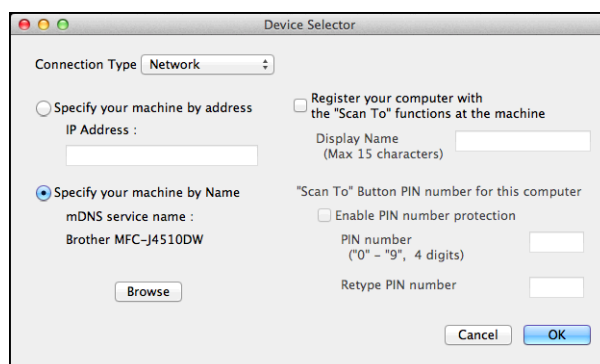 Device Selector
Connection Type Network
Specify your machine by address
IP Address :
Specify your machine by Name
mDNS service name :
Brother MFC-J4510DW
Browse
Register your computer with
the "Scan To" functions at the machine
Display Name
(Max 15 characters)
"Scan To" Button PIN number for this computer
Enable PIN number protection
PIN number
("0" – "9", 4 digits)
Retype PIN number
Cancel OK